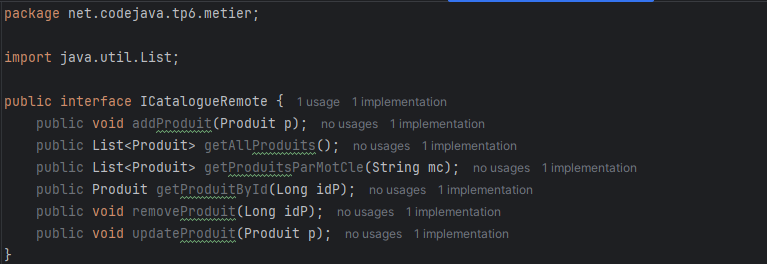 package net.codejava.tp6.metier;
import java.util.List;
public interface ICatalogueRemote { 1 usage 1 implementation
public void addProduit(Produit p); no usages 1 implementation
public List<Produit> getAllProduits(); no usages 1 implementation
public List<Produit> getProduitsParMotCle(String mc); no usages 1 implementation
public Produit getProduitById(Long idP); no usages 1 implementation
public void removeProduit(Long idP); no usages 1 implementation
public void updateProduit(Produit p); no usages 1 implementation
}